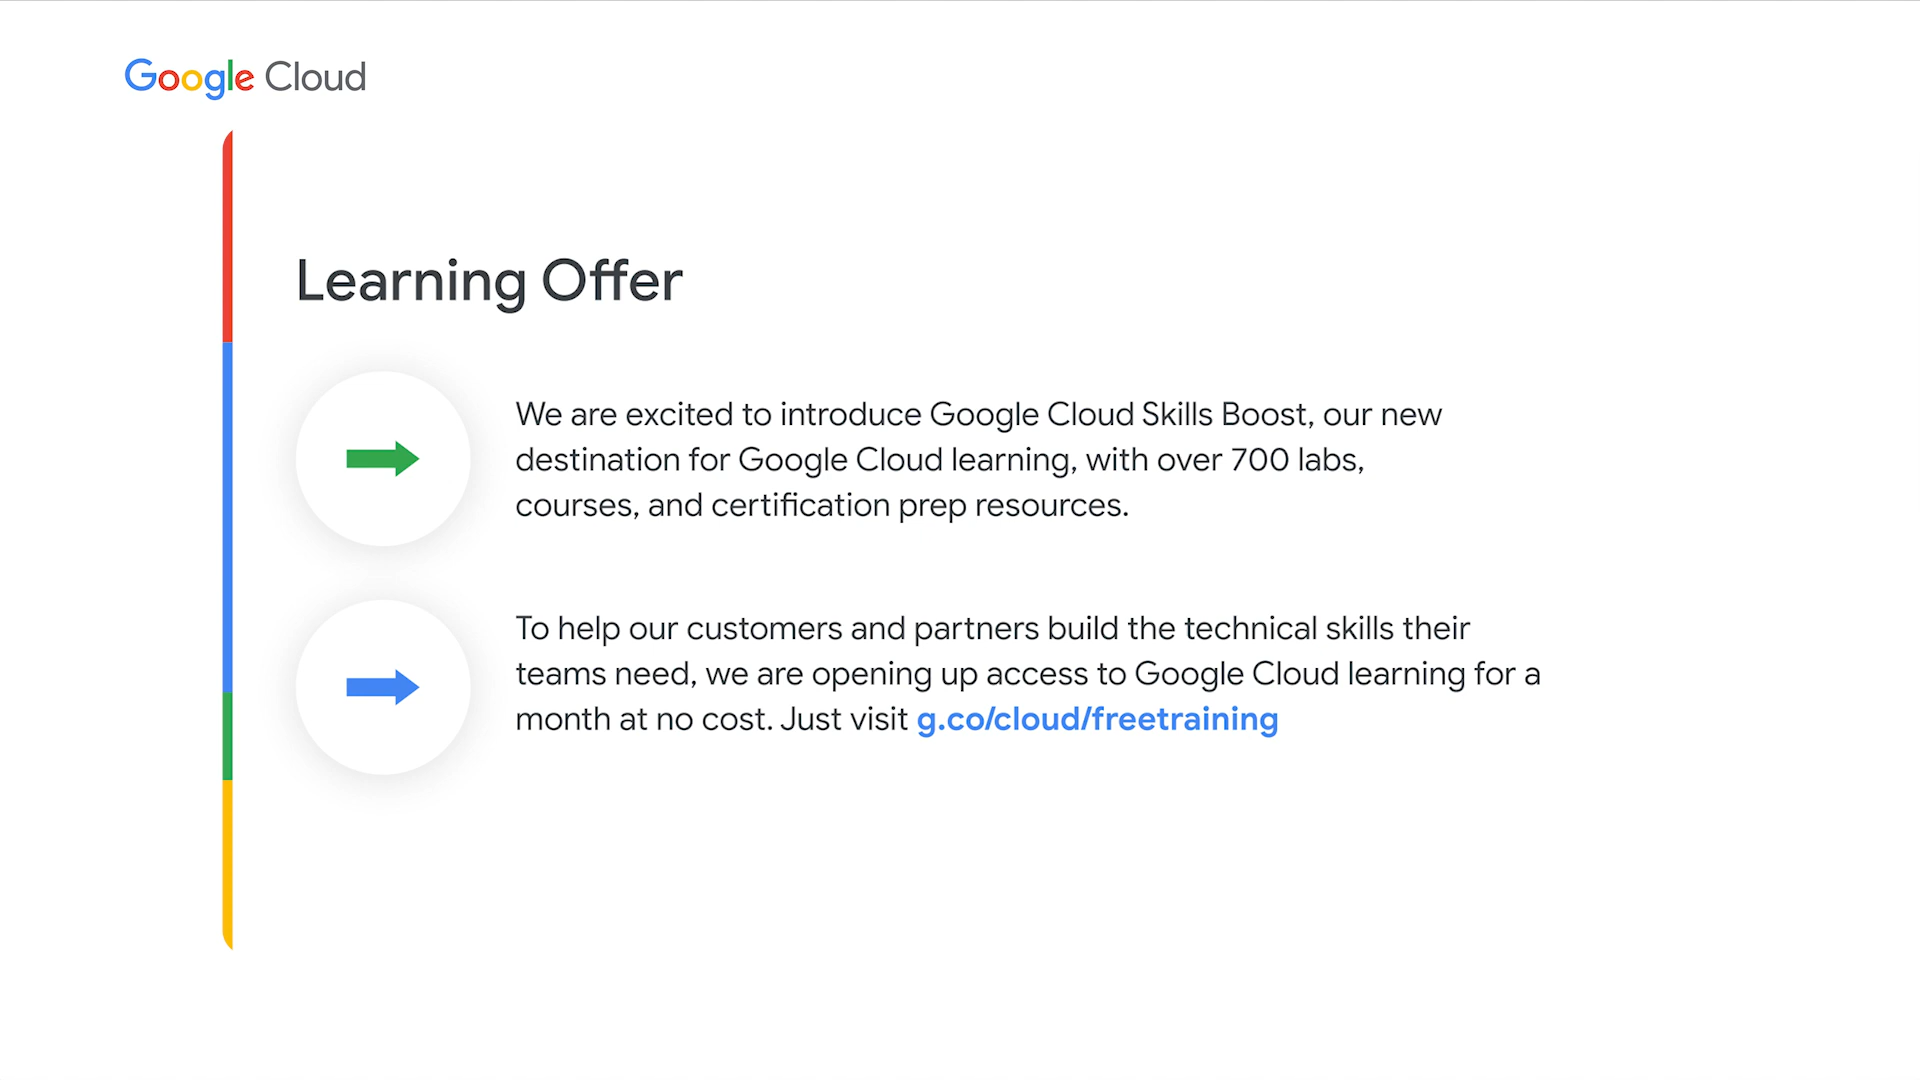 Google Cloud
Learning Offer
We are excited to introduce Google Cloud Skills Boost, our new
destination for Google Cloud learning, with over 700 labs,
courses, and certification prep resources.
To help our customers and partners build the technical skills their
teams need, we are opening up access to Google Cloud learning for a
month at no cost. Just visit g.co/cloud/freetraining